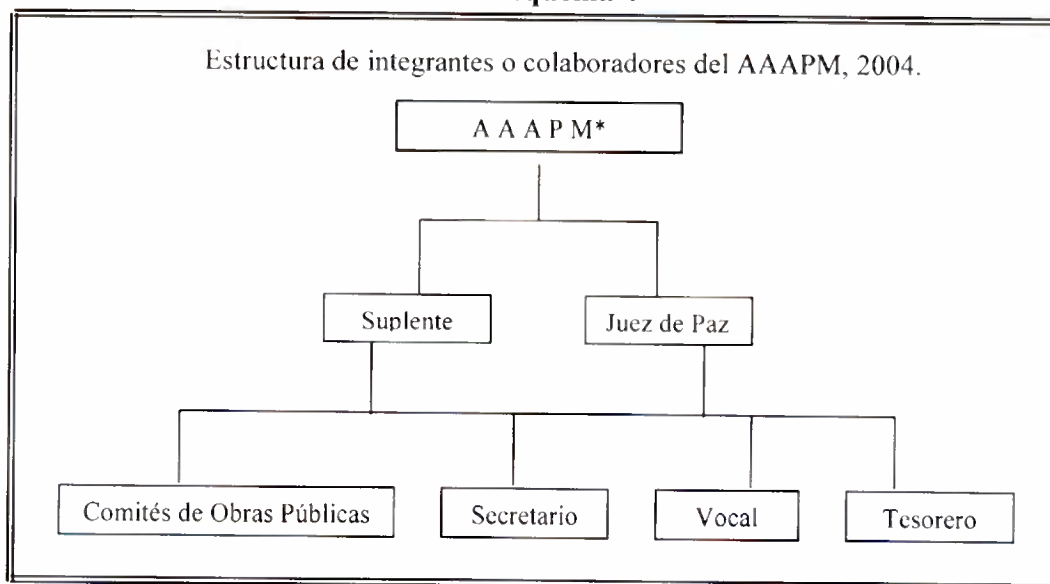 Estructura de integrantes o colaboradores del AAAPM, 2004.
A A A P M*
Suplente
Juez de Paz
Comités de Obras Públicas
Secretario
Vocal
Tesorero